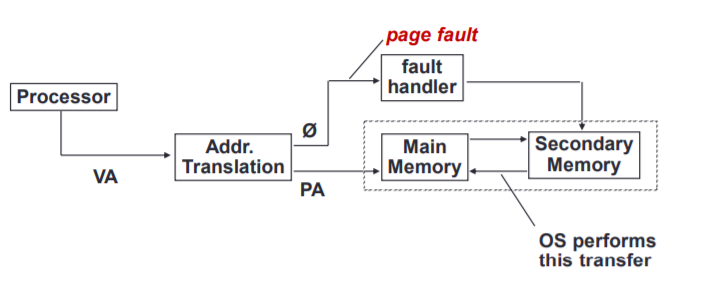 page fault
fault
handler
Processor
Ø
Addr.
Translation
Main
Memory
Secondary
Memory
VA
PA
OS performs
this transfer